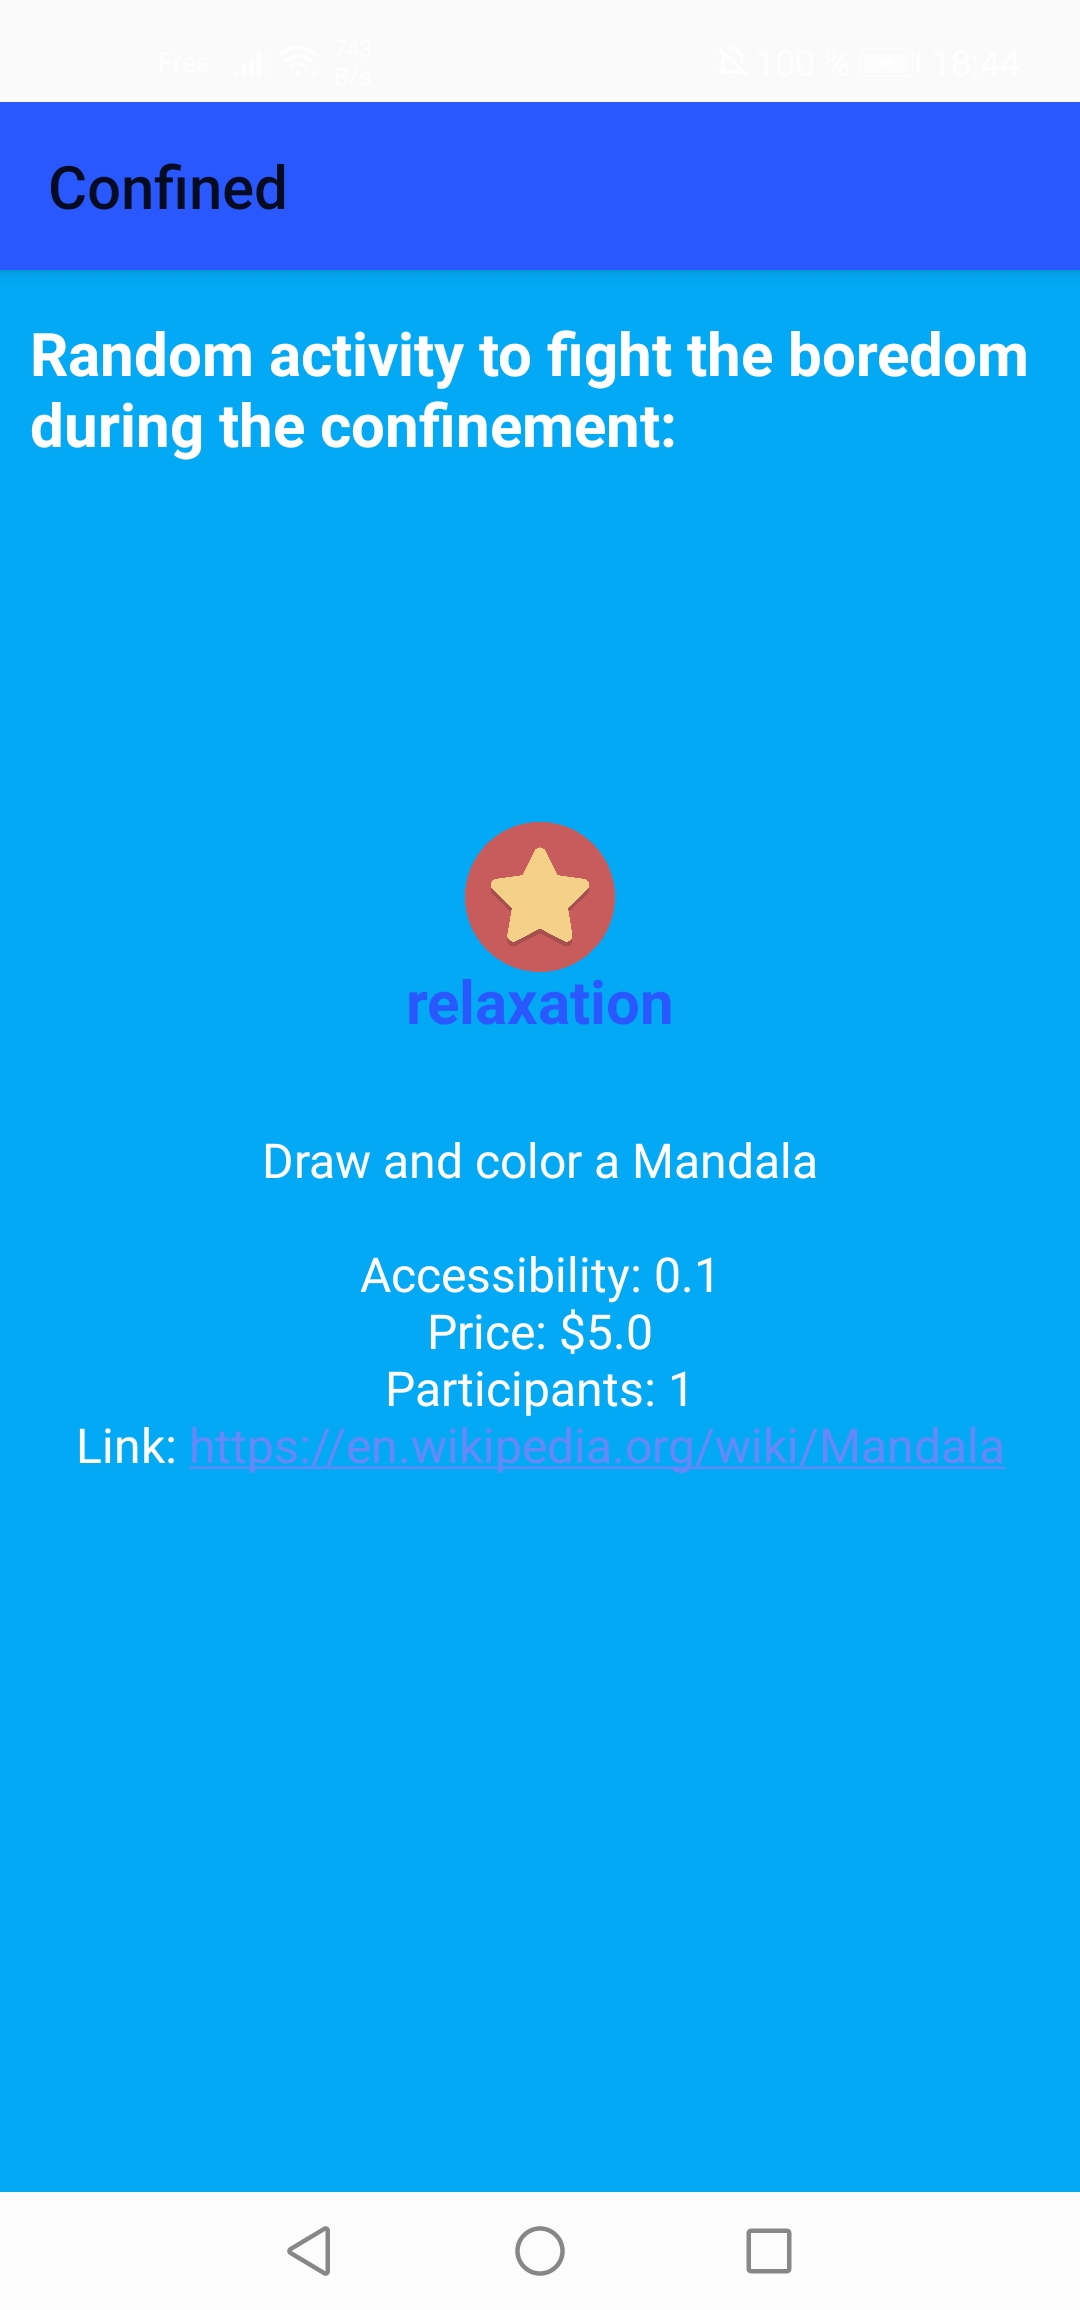 Free 743 B/s 100 % 18:44
Confined
Random activity to fight the boredom
during the confinement:
relaxation
Draw and color a Mandala
Accessibility: 0.1
Price: $5.0
Participants: 1
Link: https://en.wikipedia.org/wiki/Mandala